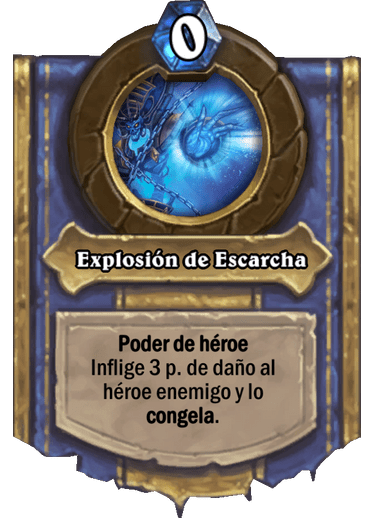 0
Explosión de Escarcha
Poder de héroe
Inflige 3 p. de daño al
héroe enemigo y lo
congela.